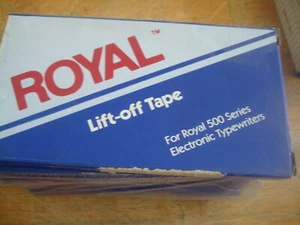 ROYAL™
Lift-off Tape
For Royal 500 Series
Electronic Typewriters